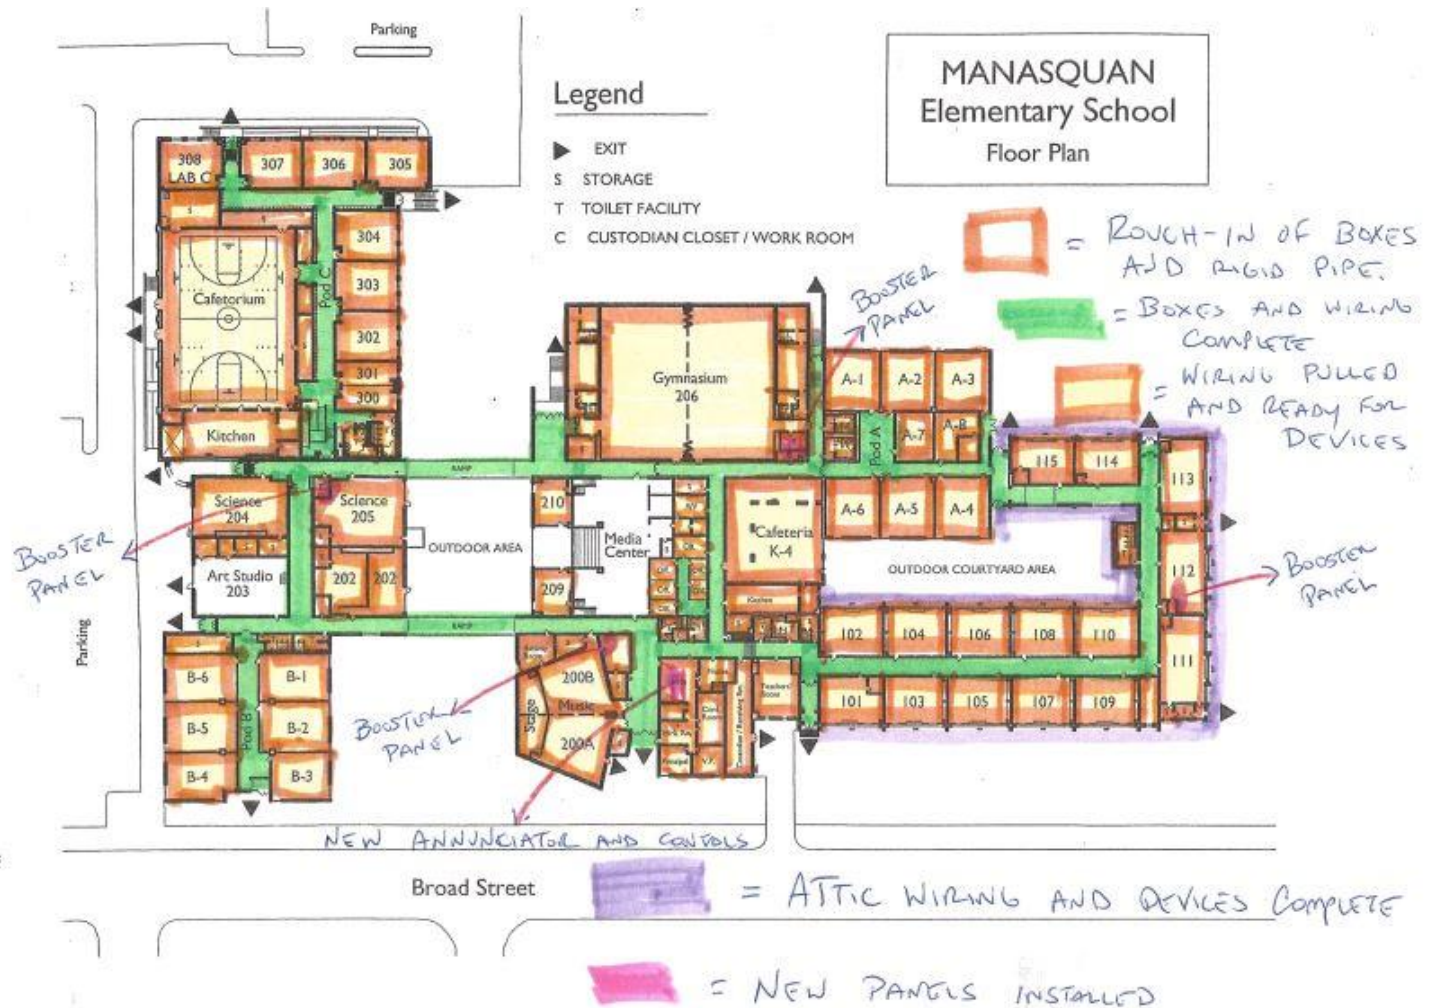 Parking
MANASQUAN
Elementary School
Floor Plan
Legend
EXIT
S STORAGE
T TOILET FACILITY
C CUSTODIAN CLOSET / WORK ROOM
= ROUGH-IN OF BOXES
AND RIGID PIPE.
= BOXES AND WIRING
COMPLETE
= WIRING PULLED
AND READY FOR
DEVICES
BOOSTER
PANEL
308
LAB C
307
306
305
S
304
303
302
301
300
Pod C
Cafetorium
Kitchen
Gymnasium
206
A-1
A-2
A-3
A-7
A-8
Pod A
A-6
A-5
A-4
115
114
113
112
111
RAMP
Science
204
Science
205
210
Media
Center
Cafeteria
K-4
Kitchen
OUTDOOR AREA
OUTDOOR COURTYARD AREA
BOOSTER
PANEL
BOOSTER
PANEL
Art Studio
203
202
202
209
RAMP
102
104
106
108
110
101
103
105
107
109
Parking
B-6
B-1
B-5
B-2
B-4
B-3
Pod B
Stage
200B
Music
200A
BOOSTER
PANEL
Principal
V.P.
NEW ANNUNCIATOR AND CONTOLS
Broad Street
= ATTIC WIRING AND DEVICES COMPLETE
= NEW PANELS INSTALLED